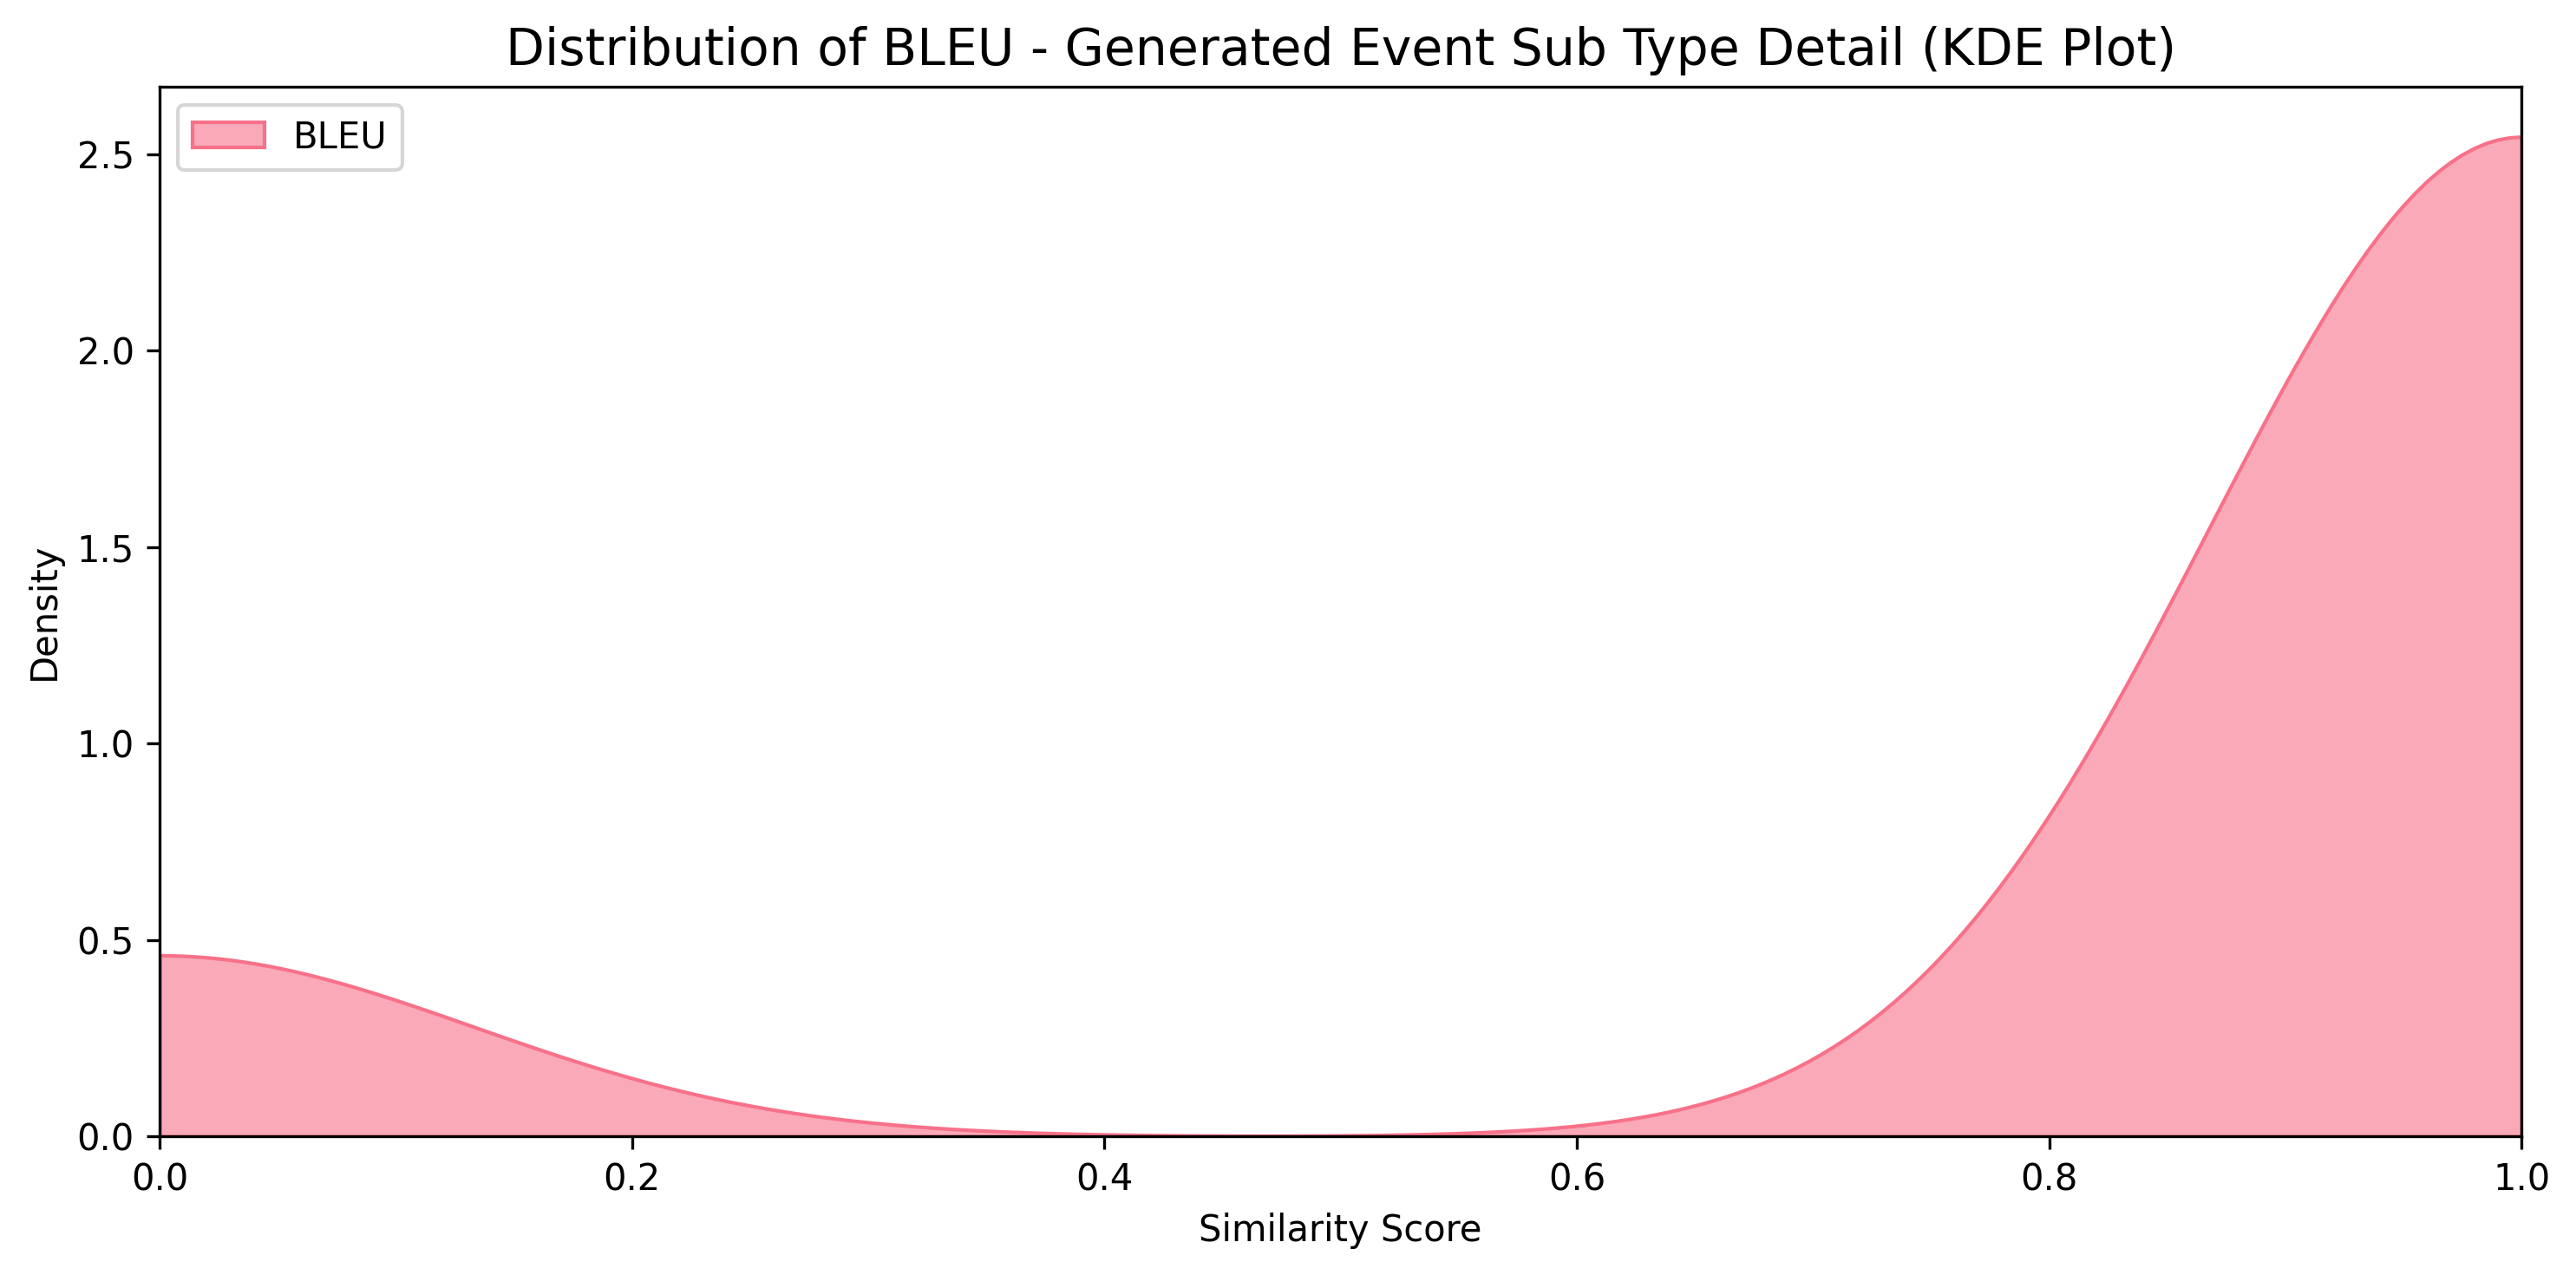 Distribution of BLEU - Generated Event Sub Type Detail (KDE Plot)
BLEU
2.5
2.0
1.5
1.0
0.5
0.0
Density
0.0 0.2 0.4 0.6 0.8 1.0
Similarity Score